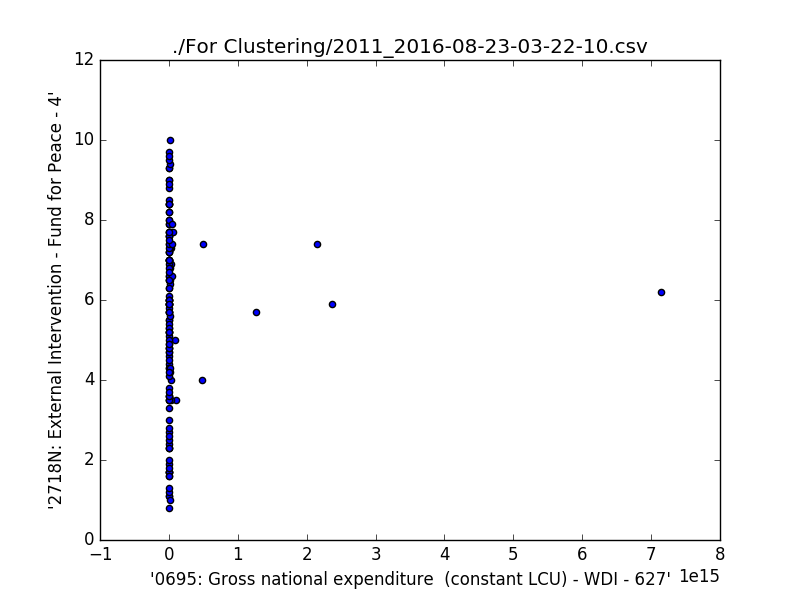 ./For Clustering/2011_2016-08-23-03-22-10.csv
12
10
8
6
4
2
0
'2718N: External Intervention - Fund for Peace - 4'
−1 0 1 2 3 4 5 6 7 8
1e15
'0695: Gross national expenditure  (constant LCU) - WDI - 627'